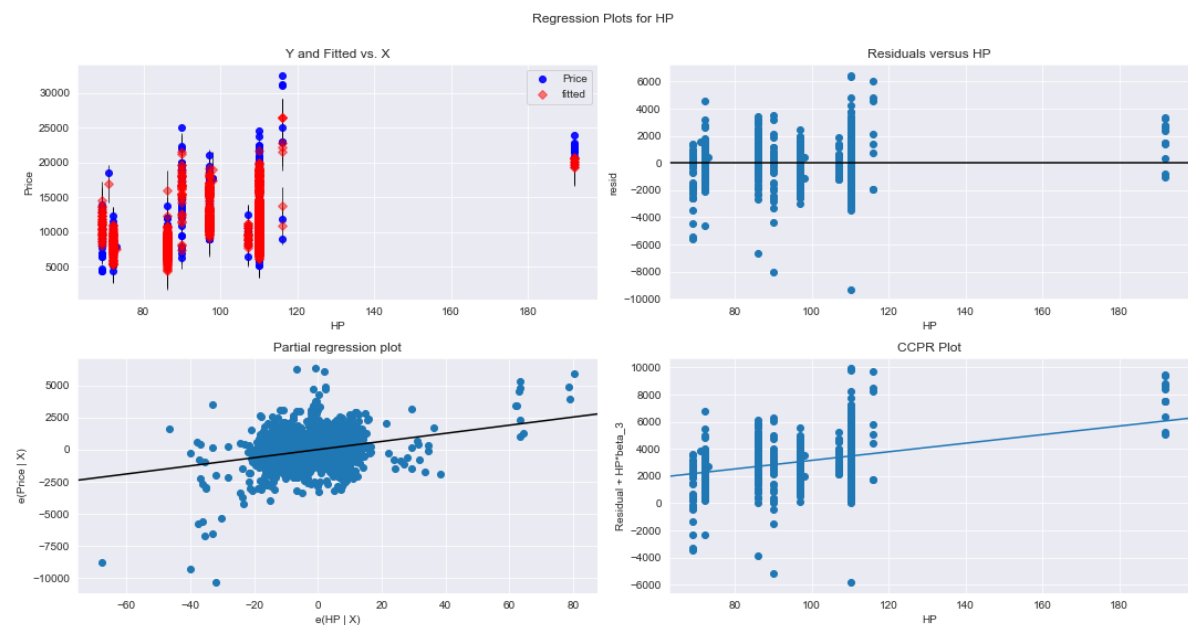 Regression Plots for HP
Y and Fitted vs. X
Price
fitted
30000
25000
20000
15000
10000
5000
Price
80 100 120 140 160 180
HP
Residuals versus HP
6000
4000
2000
0
−2000
−4000
−6000
−8000
−10000
resid
80 100 120 140 160 180
HP
Partial regression plot
5000
2500
0
−2500
−5000
−7500
−10000
e(Price | X)
−60 −40 −20 0 20 40 60 80
e(HP | X)
CCPR Plot
10000
8000
6000
4000
2000
0
−2000
−4000
−6000
Residual + HP*beta_3
80 100 120 140 160 180
HP